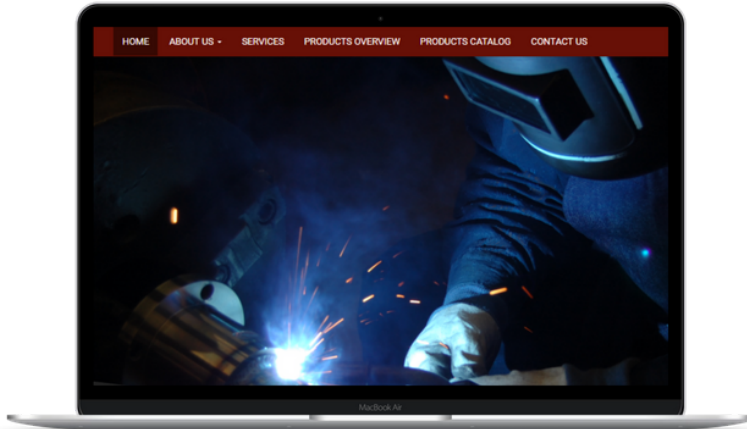 HOME ABOUT US SERVICES PRODUCTS OVERVIEW PRODUCTS CATALOG CONTACT US
MacBook Air